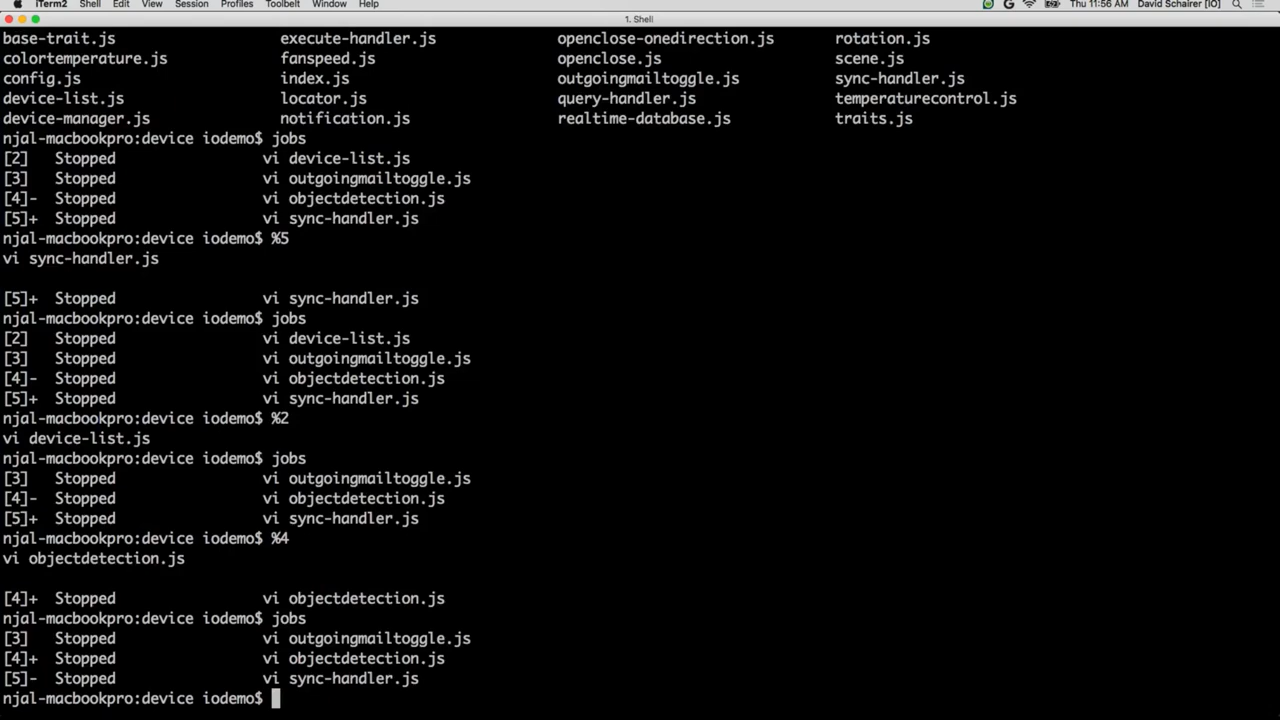 iTerm2 Shell Edit View Session Profiles Toolbelt Window Help Thu 11:56 AM David Schairer [IO]
1. Shell
base-trait.js execute-handler.js openclose-onedirection.js rotation.js
colortemperature.js fanspeed.js openclose.js scene.js
config.js index.js outgoingmailtoggle.js sync-handler.js
device-list.js locator.js query-handler.js temperaturecontrol.js
device-manager.js notification.js realtime-database.js traits.js
njal-macbookpro:device iodemo$ jobs
[2] Stopped vi device-list.js
[3] Stopped vi outgoingmailtoggle.js
[4]- Stopped vi objectdetection.js
[5]+ Stopped vi sync-handler.js
njal-macbookpro:device iodemo$ %5
vi sync-handler.js
[5]+ Stopped vi sync-handler.js
njal-macbookpro:device iodemo$ jobs
[2] Stopped vi device-list.js
[3] Stopped vi outgoingmailtoggle.js
[4]- Stopped vi objectdetection.js
[5]+ Stopped vi sync-handler.js
njal-macbookpro:device iodemo$ %2
vi device-list.js
njal-macbookpro:device iodemo$ jobs
[3] Stopped vi outgoingmailtoggle.js
[4]- Stopped vi objectdetection.js
[5]+ Stopped vi sync-handler.js
njal-macbookpro:device iodemo$ %4
vi objectdetection.js
[4]+ Stopped vi objectdetection.js
njal-macbookpro:device iodemo$ jobs
[3] Stopped vi outgoingmailtoggle.js
[4]+ Stopped vi objectdetection.js
[5]- Stopped vi sync-handler.js
njal-macbookpro:device iodemo$